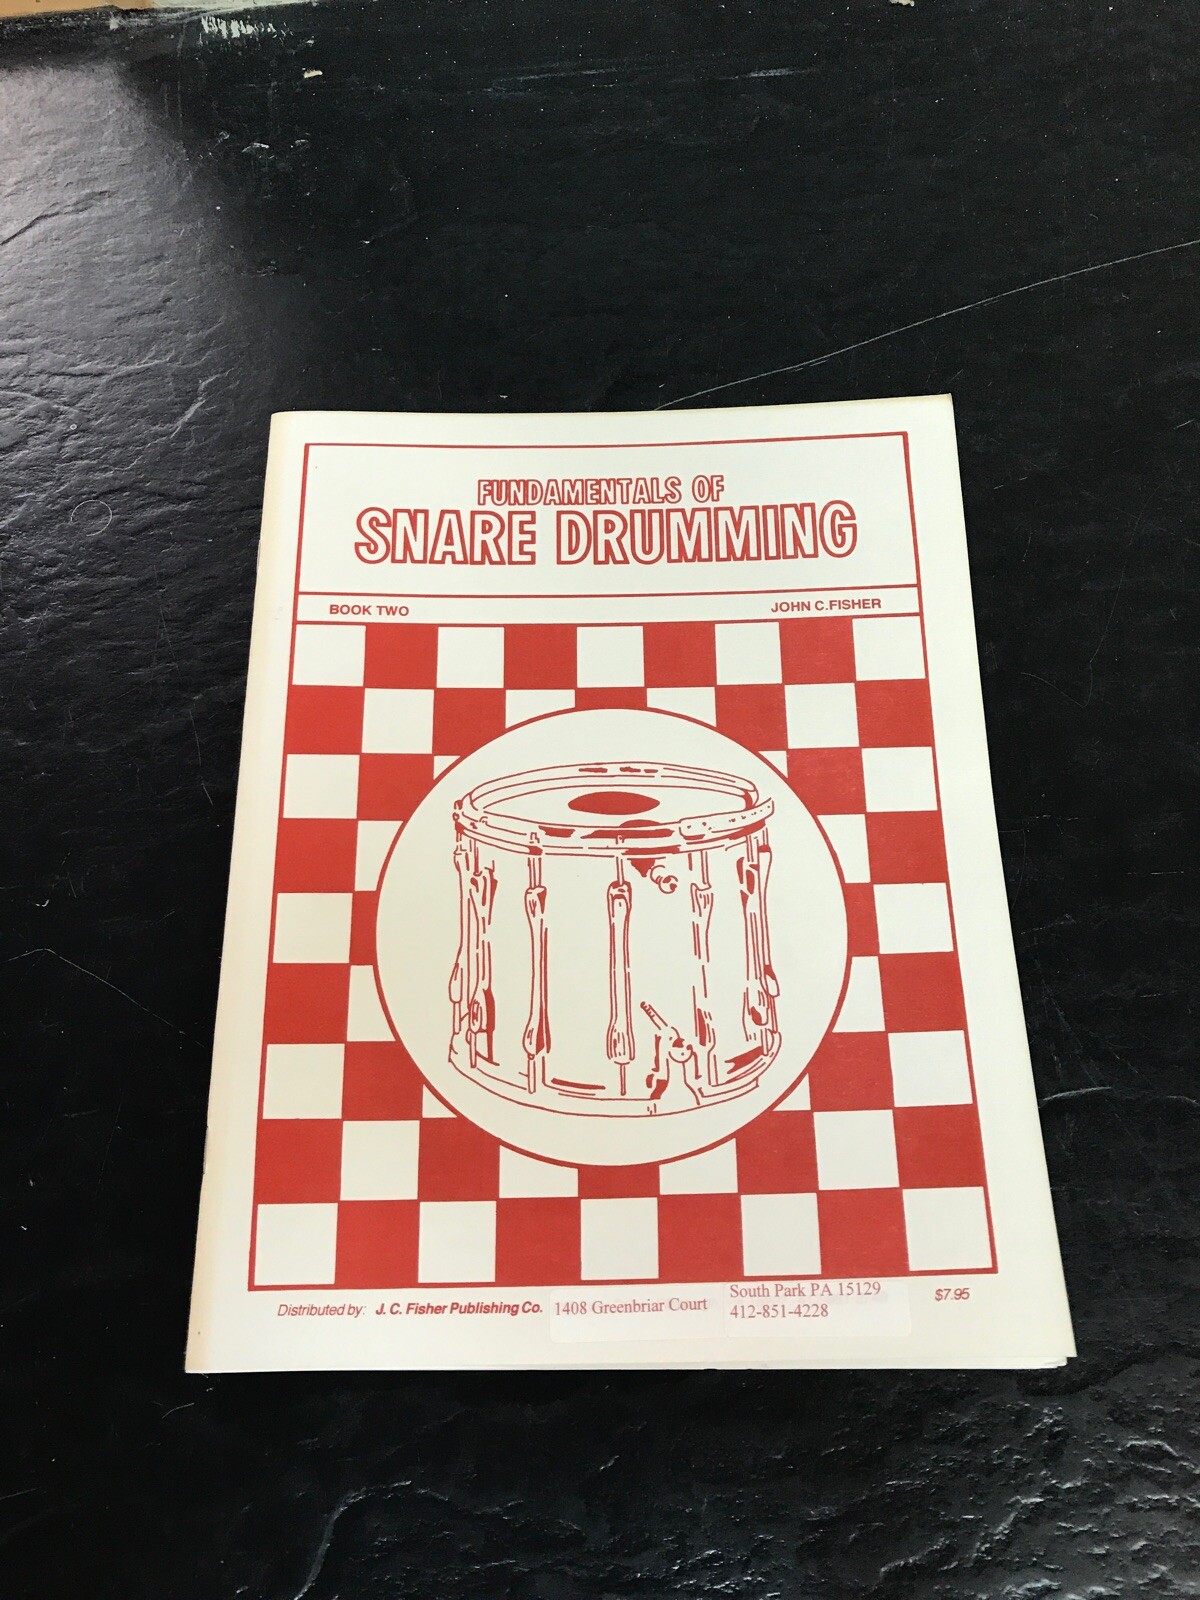 FUNDAMENTALS OF
SNARE DRUMMING
BOOK TWO
JOHN C.FISHER
Distributed by: J. C. Fisher Publishing Co.
1408 Greenbriar Court
South Park PA 15129
412-851-4228
$7.95